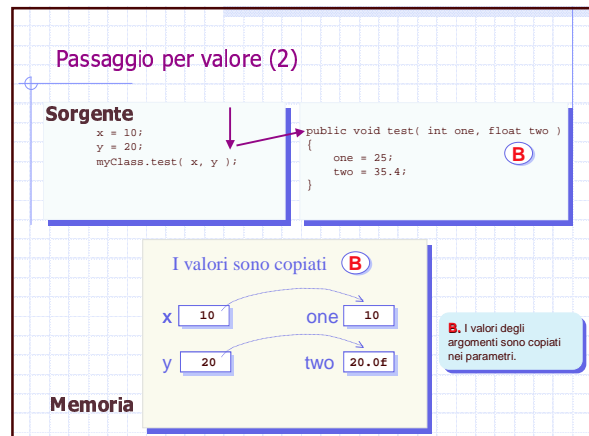 Passaggio per valore (2)
Sorgente
x = 10;
y = 20;
myClass.test( x, y );
public void test( int one, float two )
{
one = 25;
two = 35.4;
}
B
I valori sono copiati B
x 10 one 10
y 20 two 20.0f
Memoria
B. I valori degli
argomenti sono copiati
nei parametri.